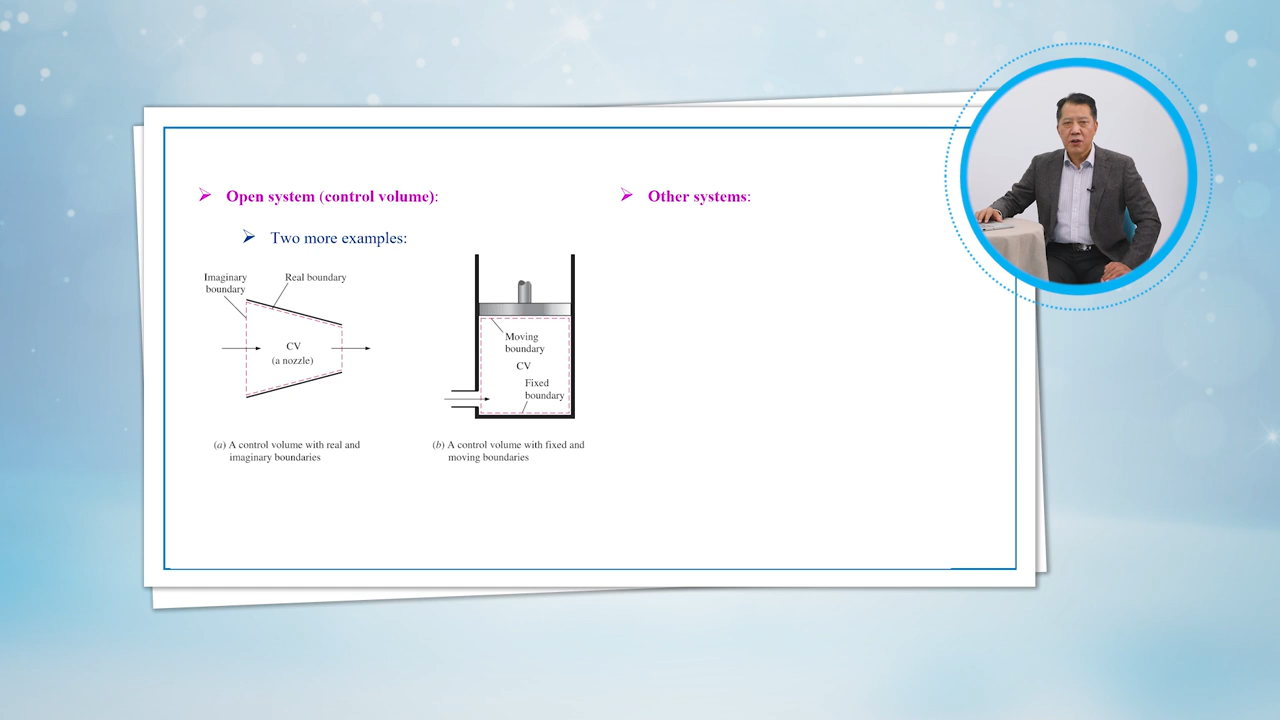 Open system (control volume):
Two more examples:
Imaginary
boundary
Real boundary
CV
(a nozzle)
(a) A control volume with real and
imaginary boundaries
Moving
boundary
CV
Fixed
boundary
(b) A control volume with fixed and
moving boundaries
Other systems: